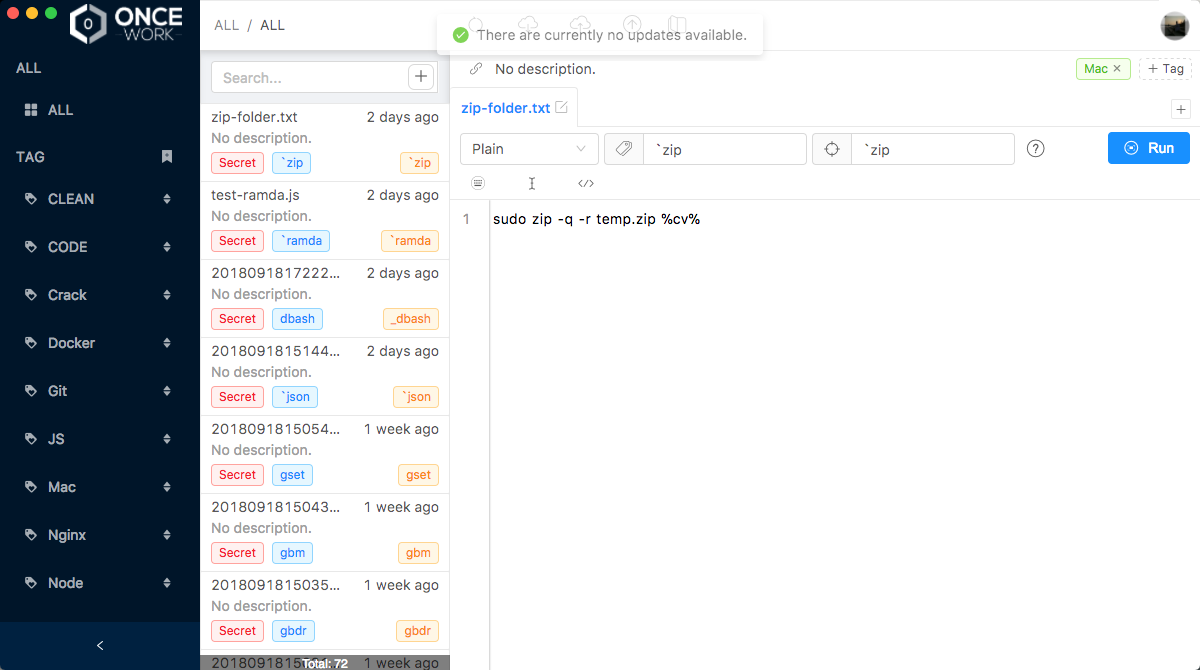 ONCE
-WORK-
ALL
ALL
TAG
CLEAN
CODE
Crack
Docker
Git
JS
Mac
Nginx
Node
<
ALL / ALL
There are currently no updates available.
Search...
+
zip-folder.txt 2 days ago
No description.
Secret `zip `zip
test-ramda.js 2 days ago
No description.
Secret `ramda `ramda
2018091817222... 2 days ago
No description.
Secret dbash _dbash
2018091815144... 2 days ago
No description.
Secret `json `json
2018091815054... 1 week ago
No description.
Secret gset gset
2018091815043... 1 week ago
No description.
Secret gbm gbm
2018091815035... 1 week ago
No description.
Secret gbdr gbdr
1 week ago
Total: 72
No description.
Mac × + Tag
zip-folder.txt
+
Plain `zip `zip ? Run
</>
1 sudo zip -q -r temp.zip %cv%